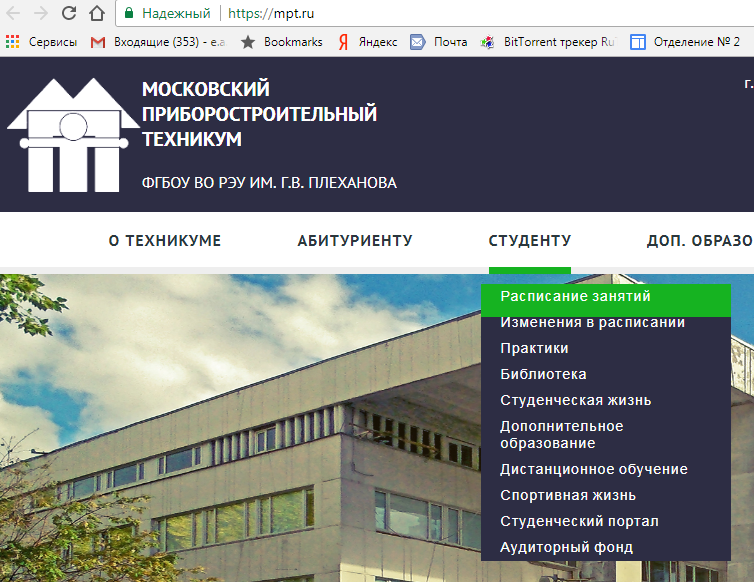 Надежный https://mpt.ru
Сервисы Входящие (353) - e.a Bookmarks Яндекс Почта BitTorrent трекер Ru Отделение № 2
МОСКОВСКИЙ
ПРИБОРОСТРОИТЕЛЬНЫЙ
ТЕХНИКУМ
г.
ФГБОУ ВО РЭУ ИМ. Г.В. ПЛЕХАНОВА
О ТЕХНИКУМЕ АБИТУРИЕНТУ СТУДЕНТУ ДОП. ОБРАЗО
Расписание занятий
Изменения в расписании
Практики
Библиотека
Студенческая жизнь
Дополнительное
образование
Дистанционное обучение
Спортивная жизнь
Студенческий портал
Аудиторный фонд